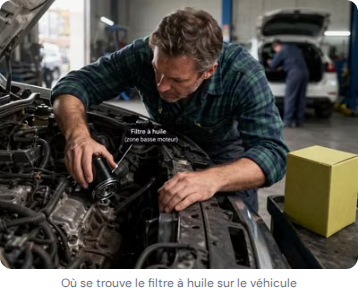 Filtre à huile
(zone basse moteur)
Où se trouve le filtre à huile sur le véhicule